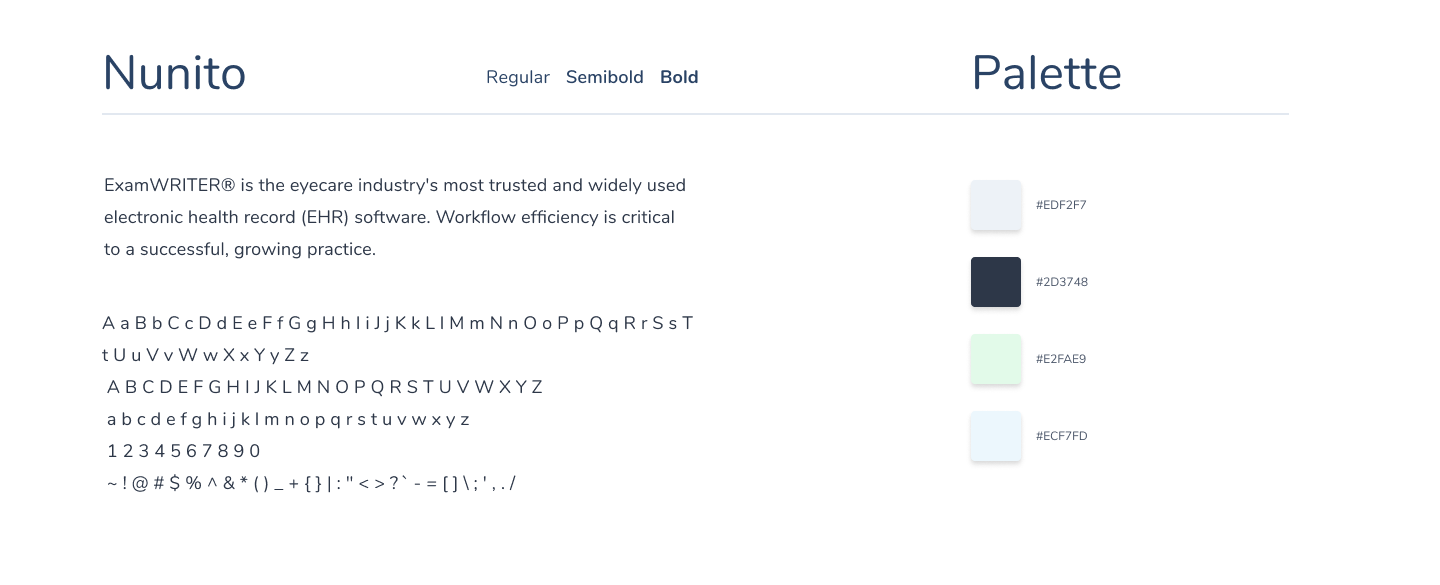 Nunito
Regular Semibold Bold
Palette
ExamWRITER® is the eyecare industry's most trusted and widely used
electronic health record (EHR) software. Workflow efficiency is critical
to a successful, growing practice.
A a B b C c D d E e F f G g H h I i J j K k L l M m N n O o P p Q q R r S s T
t U u V v W w X x Y y Z z
A B C D E F G H I J K L M N O P Q R S T U V W X Y Z
a b c d e f g h i j k l m n o p q r s t u v w x y z
1 2 3 4 5 6 7 8 9 0
~ ! @ # $ % ^ & * ( ) _ + { } | : " < > ? ` - = [ ] \ ; ' , . /
#EDF2F7
#2D3748
#E2FAE9
#ECF7FD